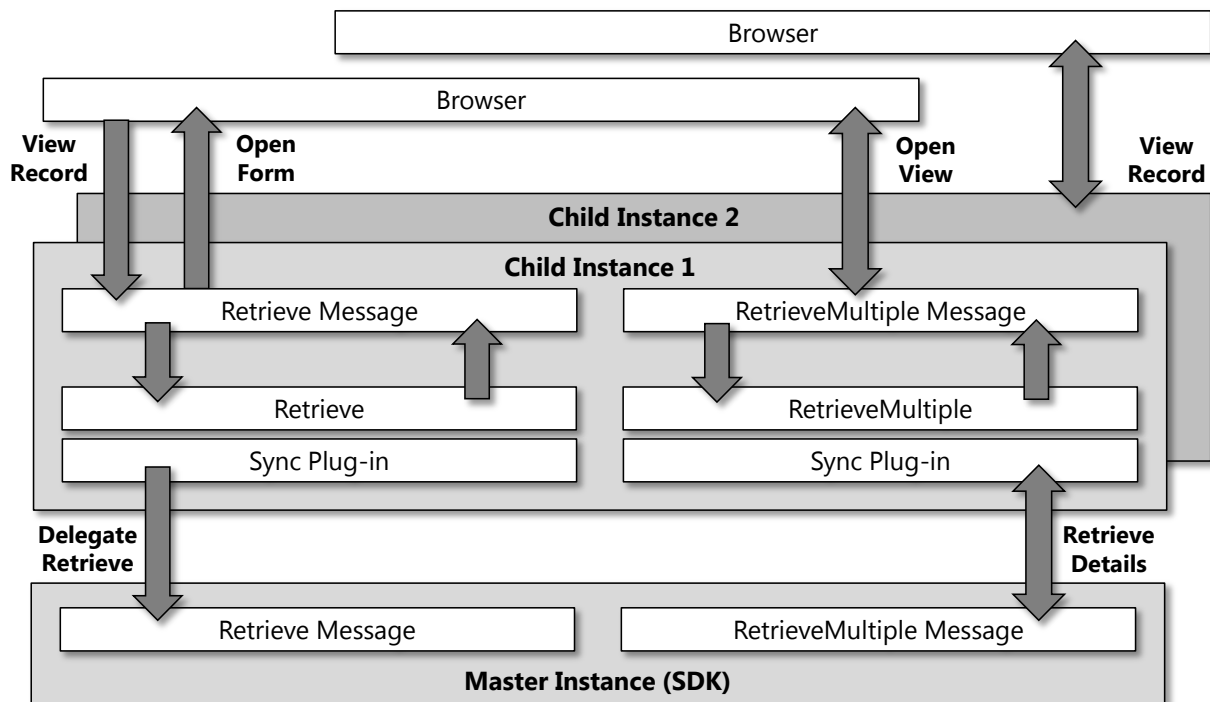 Browser
Browser
View
Record
Open
Form
Open
View
View
Record
Child Instance 2
Child Instance 1
Retrieve Message
RetrieveMultiple Message
Retrieve
RetrieveMultiple
Sync Plug-in
Sync Plug-in
Delegate
Retrieve
Retrieve
Details
Retrieve Message
RetrieveMultiple Message
Master Instance (SDK)